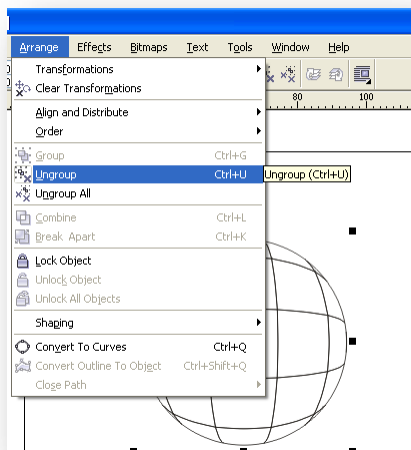 Arrange Effects Bitmaps Text Tools Window Help
Transformations
Clear Transformations
80 100
Align and Distribute
Order
Group Ctrl+G
Ungroup Ctrl+U Ungroup (Ctrl+U)
Ungroup All
Combine Ctrl+L
Break Apart Ctrl+K
Lock Object
Unlock Object
Unlock All Objects
Shaping
Convert To Curves Ctrl+Q
Convert Outline To Object Ctrl+Shift+Q
Close Path